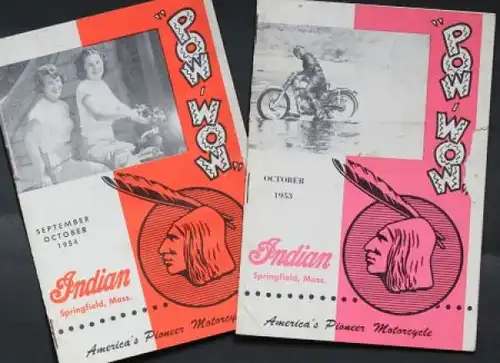 "POW-WOW"
SEPTEMBER
OCTOBER
1954
Indian
Springfield, Mass.
America's Pioneer Motorcycle
"POW-WOW"
OCTOBER
1953
Indian
Springfield, Mass.
America's Pioneer Motorcycle